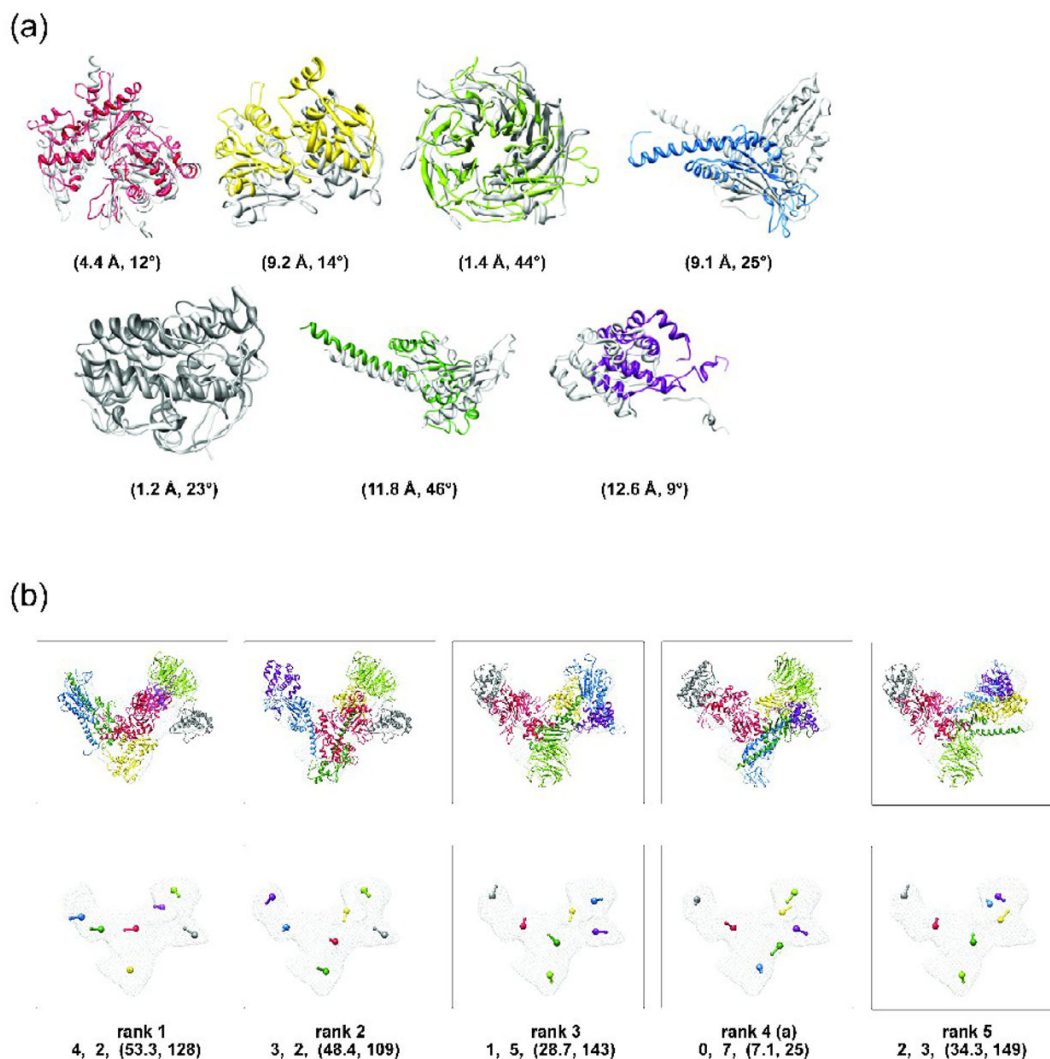 (a)
(4.4 Å, 12°) (9.2 Å, 14°) (1.4 Å, 44°) (9.1 Å, 25°)
(1.2 Å, 23°) (11.8 Å, 46°) (12.6 Å, 9°)
(b)
rank 1 rank 2 rank 3 rank 4 (a) rank 5
4, 2, (53.3, 128) 3, 2, (48.4, 109) 1, 5, (28.7, 143) 0, 7, (7.1, 25) 2, 3, (34.3, 149)